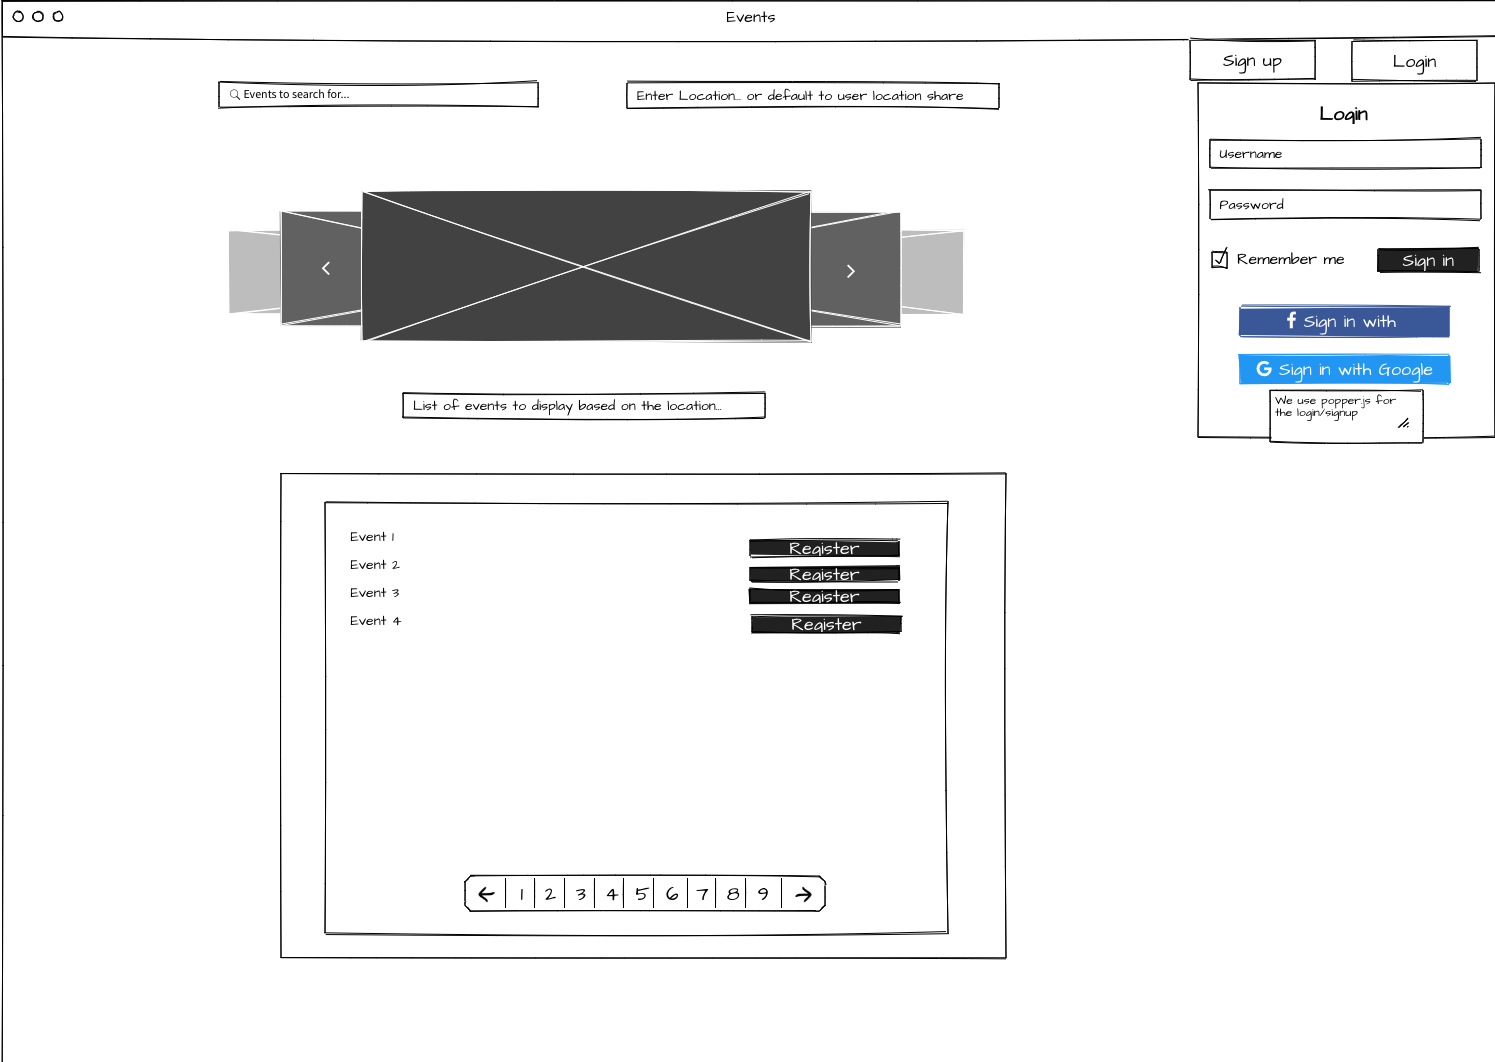 Events
Sign up
Login
Events to search for...
Enter Location... or default to user location share
Login
Username
Password
Remember me
Sign in
Sign in with
Sign in with Google
We use popper.js for
the login/signup
List of events to display based on the location...
Event 1
Register
Event 2
Register
Event 3
Register
Event 4
Register
1 2 3 4 5 6 7 8 9